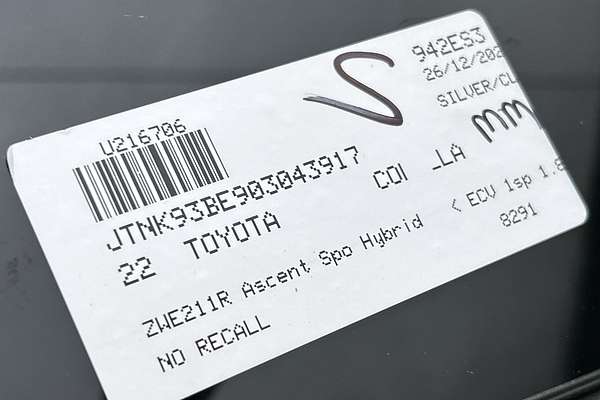 942ES3
26/12/202
SILVER/CL
U216706
JTNK93BE903043917
22 TOYOTA COI _LA
ZWE211R Ascent Spo Hybrid < ECV 1sp 1.8
8291
NO RECALL